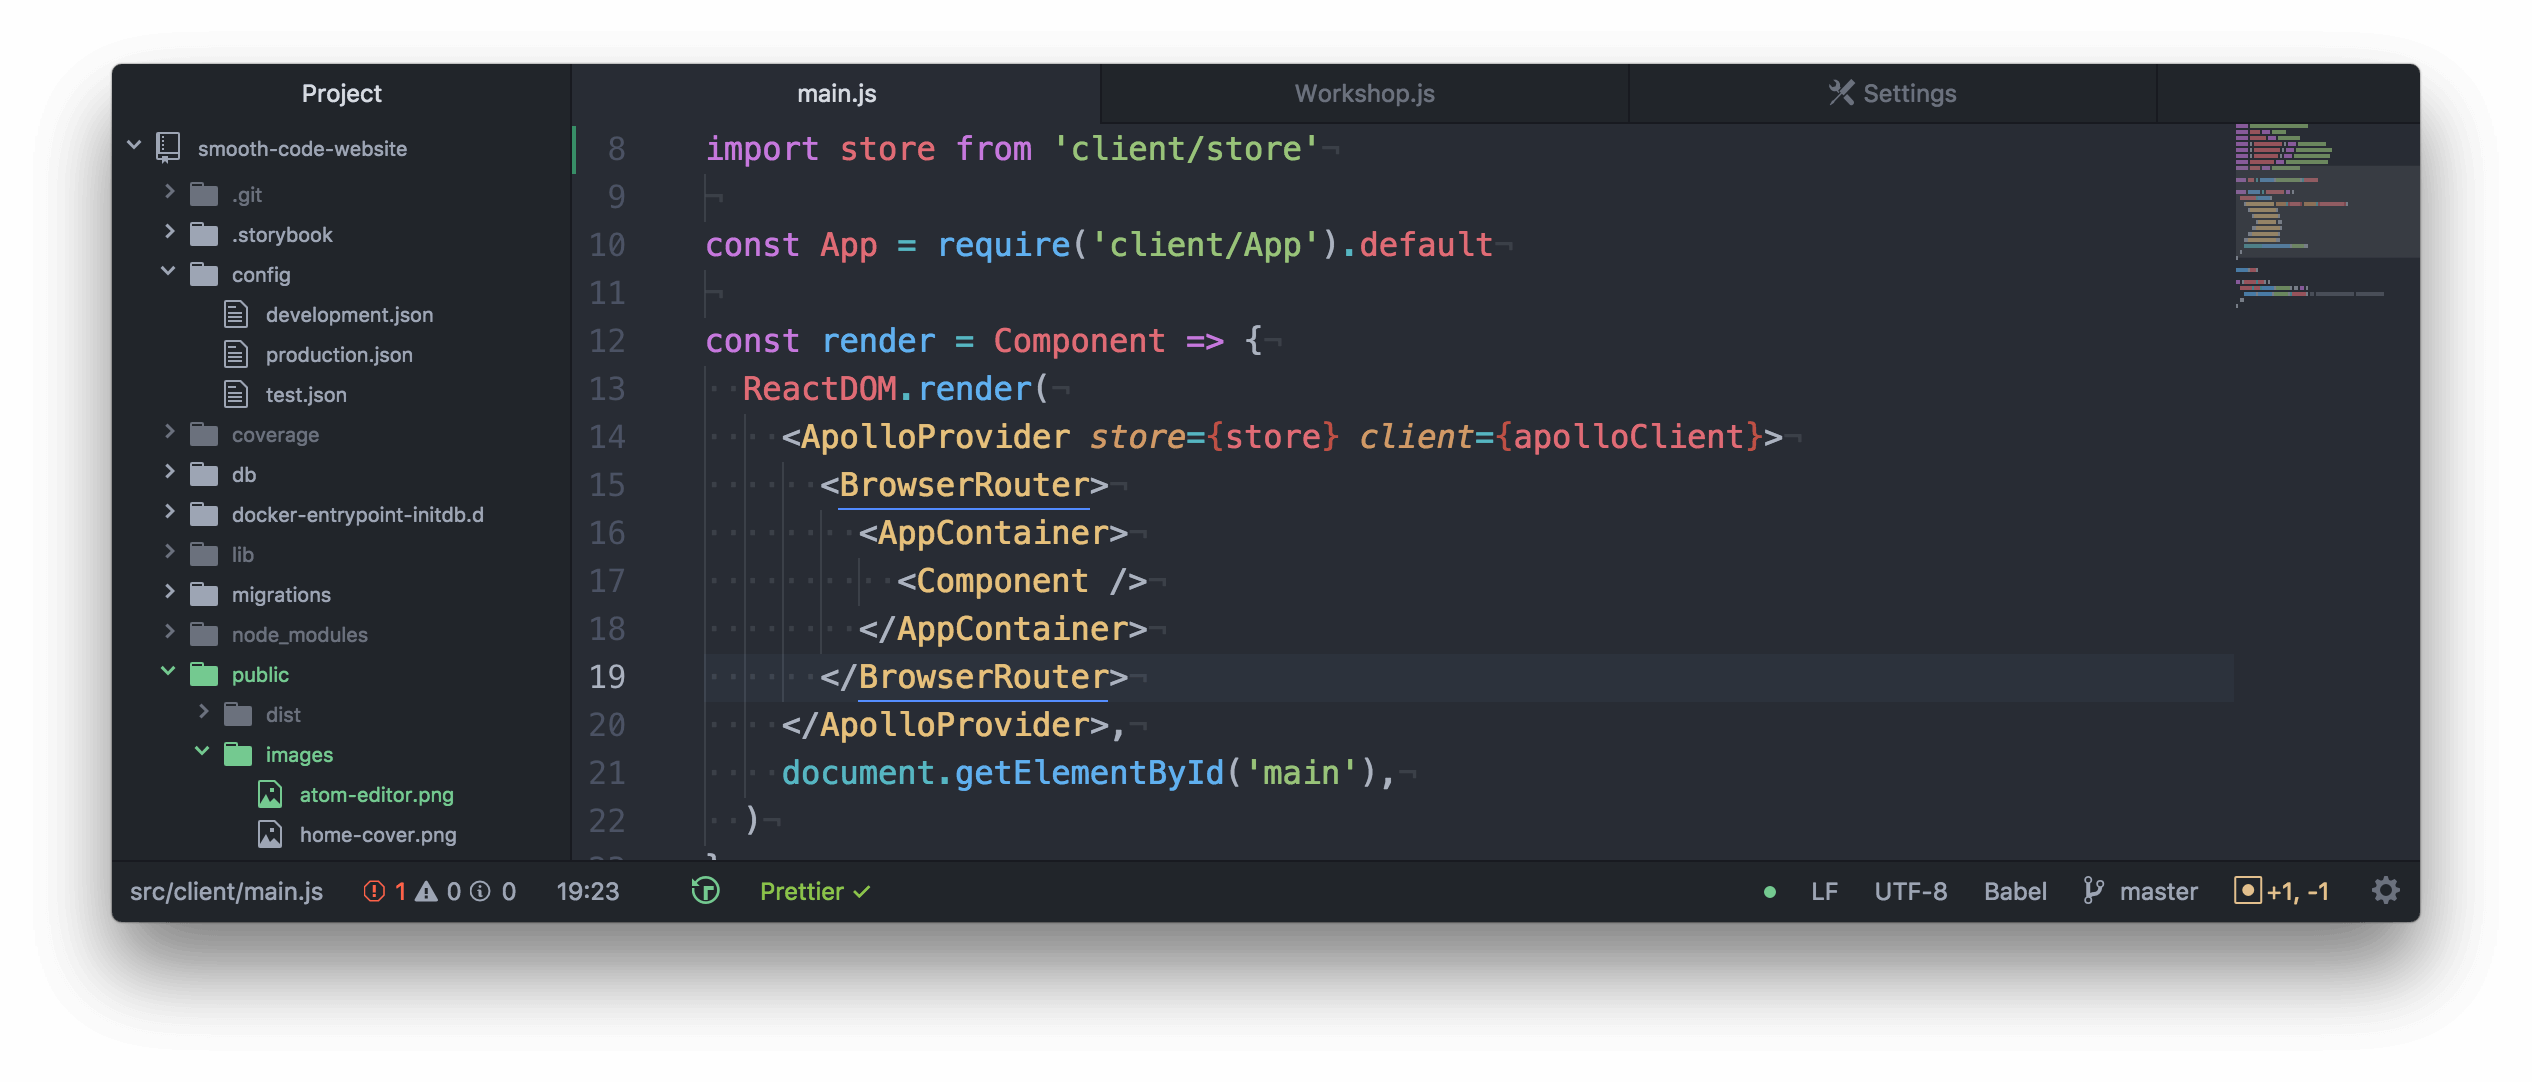 Project
main.js
Workshop.js
Settings
smooth-code-website
.git
.storybook
config
development.json
production.json
test.json
coverage
db
docker-entrypoint-initdb.d
lib
migrations
node_modules
public
dist
images
atom-editor.png
home-cover.png
8 import store from 'client/store'¬
9 ¬
10 const App = require('client/App').default¬
11 ¬
12 const render = Component => {¬
13 ··ReactDOM.render(¬
14 ····<ApolloProvider store={store} client={apolloClient}>¬
15 ······<BrowserRouter>¬
16 ········<AppContainer>¬
17 ··········<Component />¬
18 ········</AppContainer>¬
19 ······</BrowserRouter>¬
20 ····</ApolloProvider>,¬
21 ····document.getElementById('main'),¬
22 ··)¬
src/client/main.js 1 0 0 19:23 Prettier ✓ LF UTF-8 Babel master +1, -1